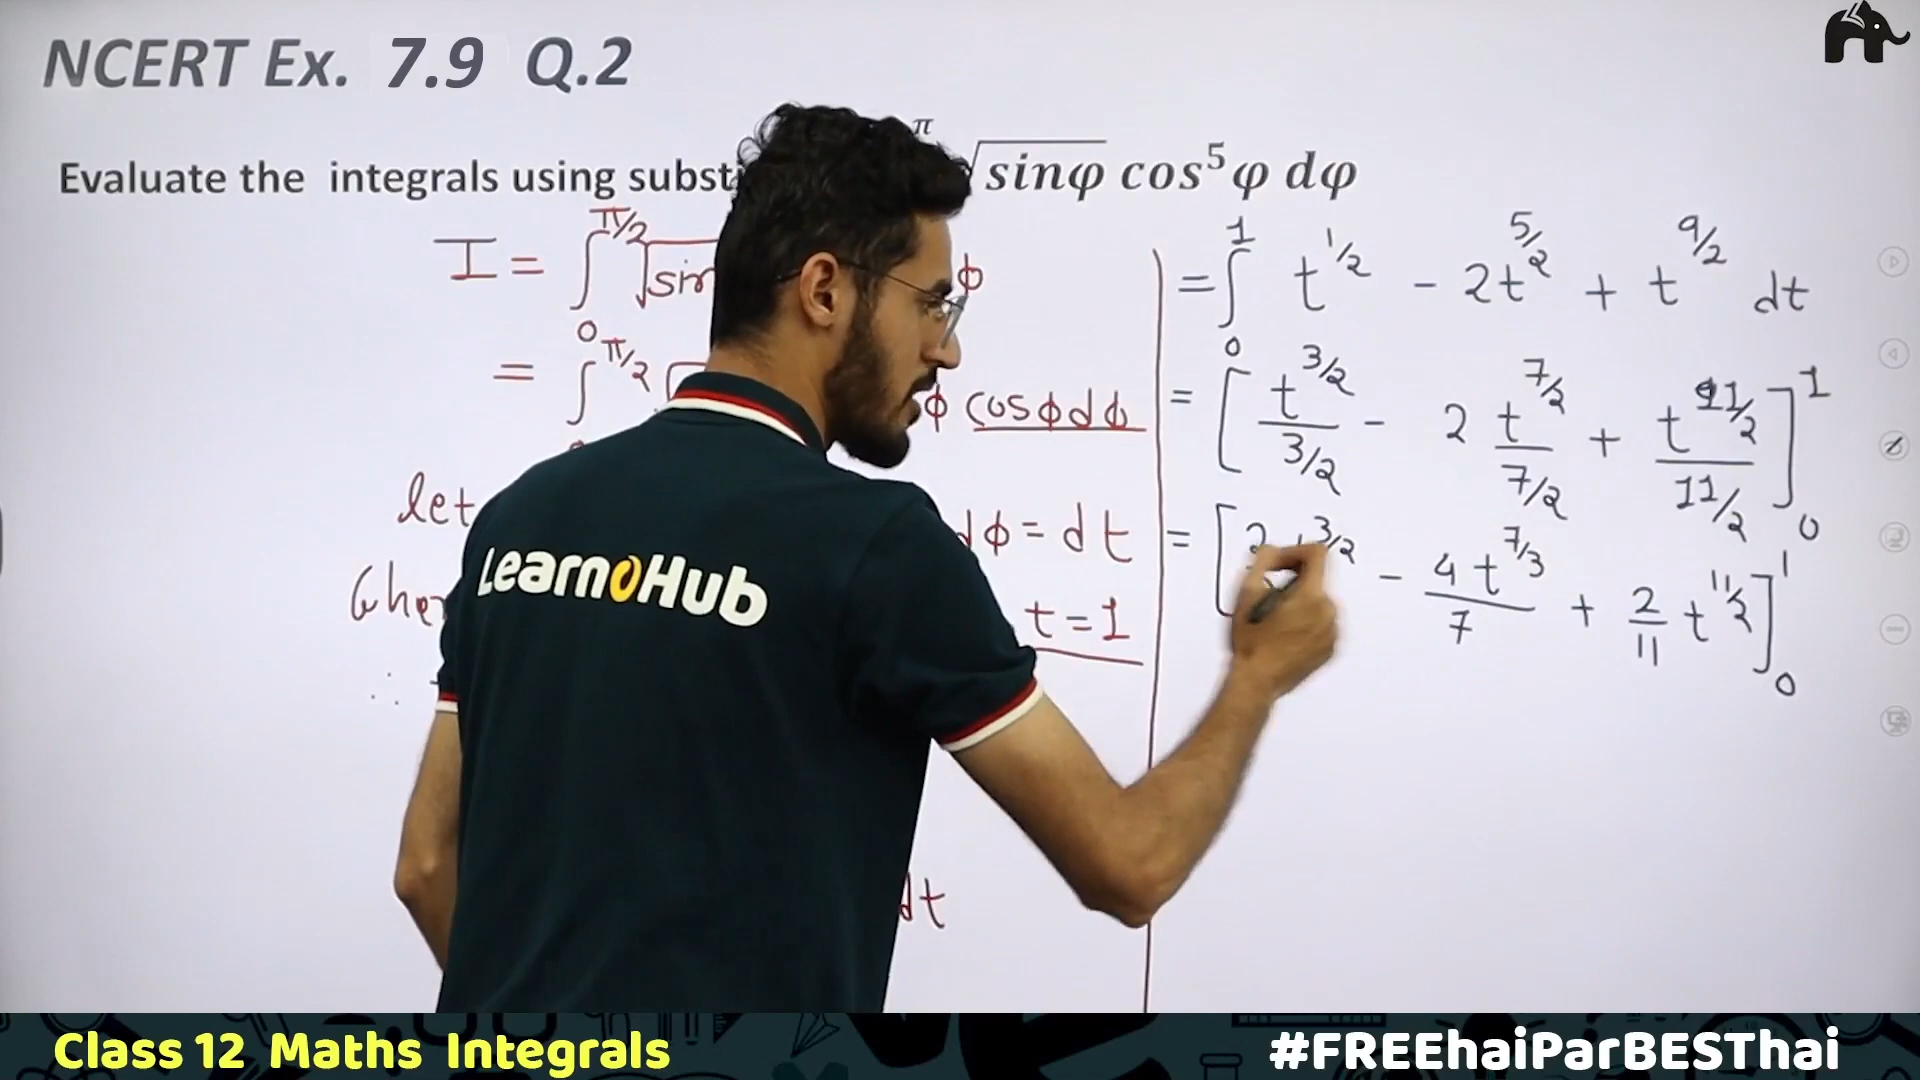 NCERT Ex. 7.9 Q.2
π
Evaluate the integrals using √sinφ cos⁵φ dφ
I = ∫₀^π/2 √ ϕ
= ∫^π/2 √ ϕ cosϕdϕ
let dϕ = dt
t = 1
∴
dt
= ∫₀¹ t^1/2 - 2t^5/2 + t^9/2 dt
= [ t^3/2 / 3/2 - 2 t^7/2 / 7/2 + t^11/2 / 11/2 ]₀¹
= [ 2 ^3/2 - 4t^7/3 / 7 + 2/11 t^11/2 ]₀¹
LearnoHub
Class 12 Maths Integrals
#FREEhaiParBESThai